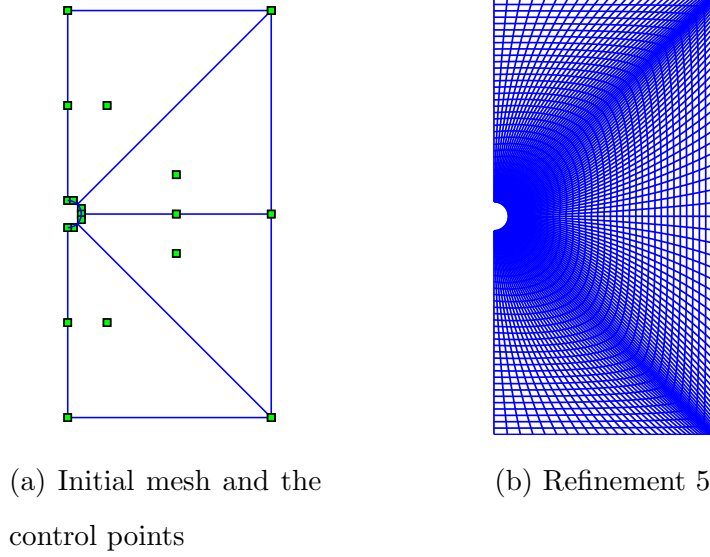 (a) Initial mesh and the
control points
(b) Refinement 5